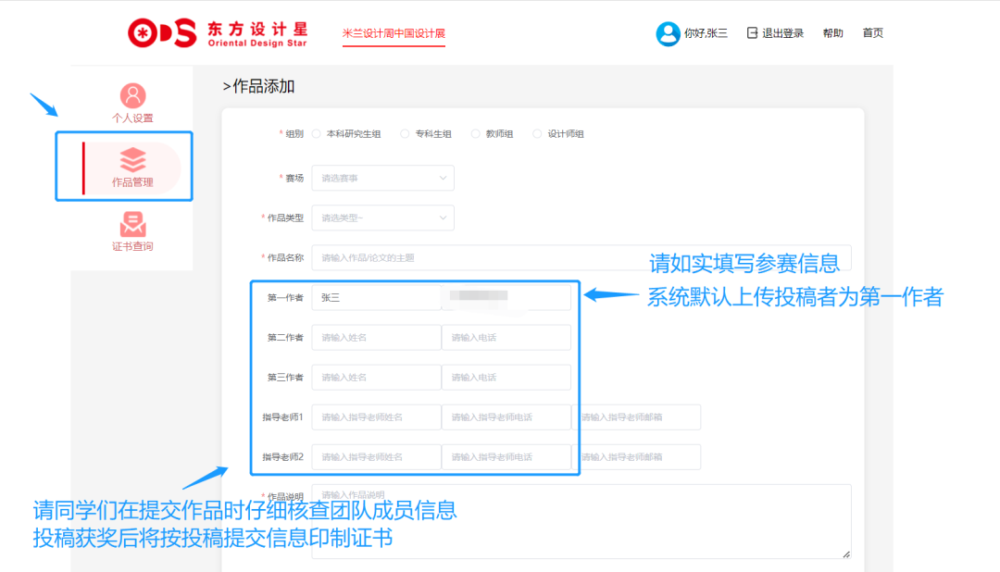 ODS 东方设计星
Oriental Design Star
米兰设计周中国设计展
你好,张三 退出登录 帮助 首页
个人设置
作品管理
证书查询
>作品添加
* 组别 本科研究生组 专科生组 教师组 设计师组
* 赛场 请选赛事
* 作品类型 请选类型~
* 作品名称 请输入作品/论文的主题
请如实填写参赛信息
系统默认上传投稿者为第一作者
第一作者 张三
第二作者 请输入姓名 请输入电话
第三作者 请输入姓名 请输入电话
指导老师1 请输入指导老师姓名 请输入指导老师电话 请输入指导老师邮箱
指导老师2 请输入指导老师姓名 请输入指导老师电话 请输入指导老师邮箱
* 作品说明 请输入作品说明
请同学们在提交作品时仔细核查团队成员信息
投稿获奖后将按投稿提交信息印制证书